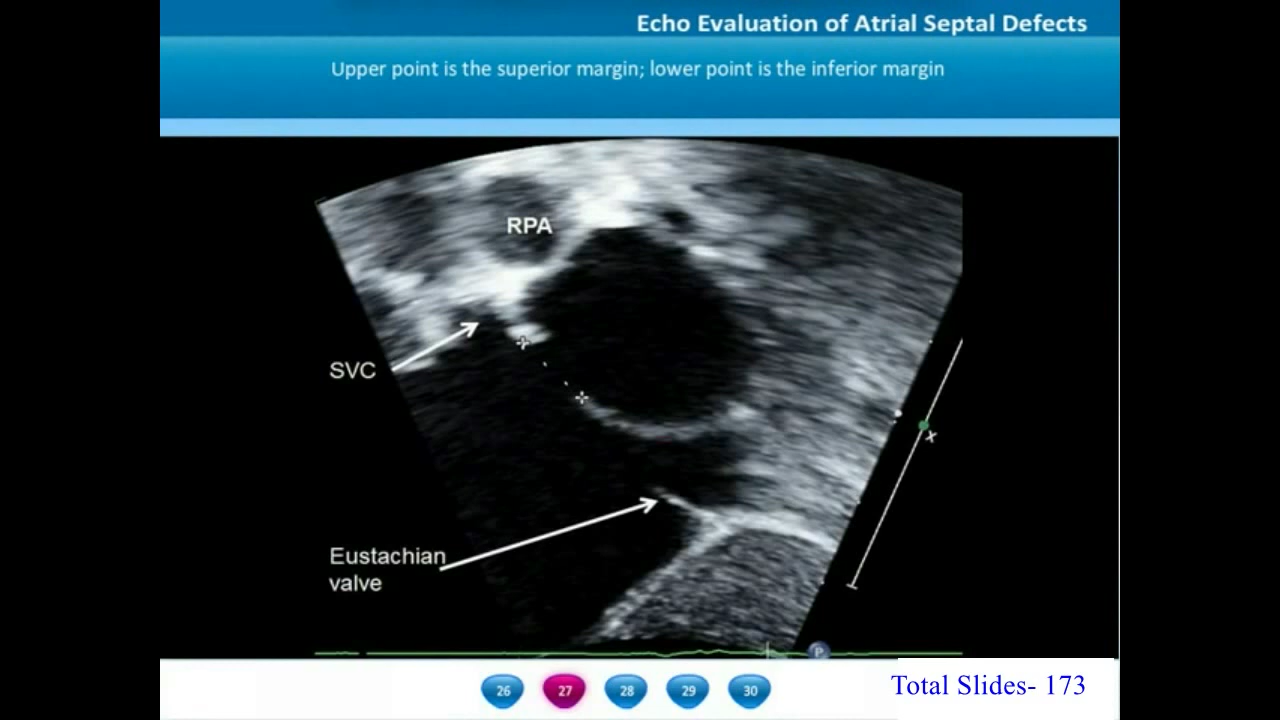 Echo Evaluation of Atrial Septal Defects
Upper point is the superior margin; lower point is the inferior margin
RPA
SVC
X
Eustachian
valve
P
26 27 28 29 30
Total Slides- 173